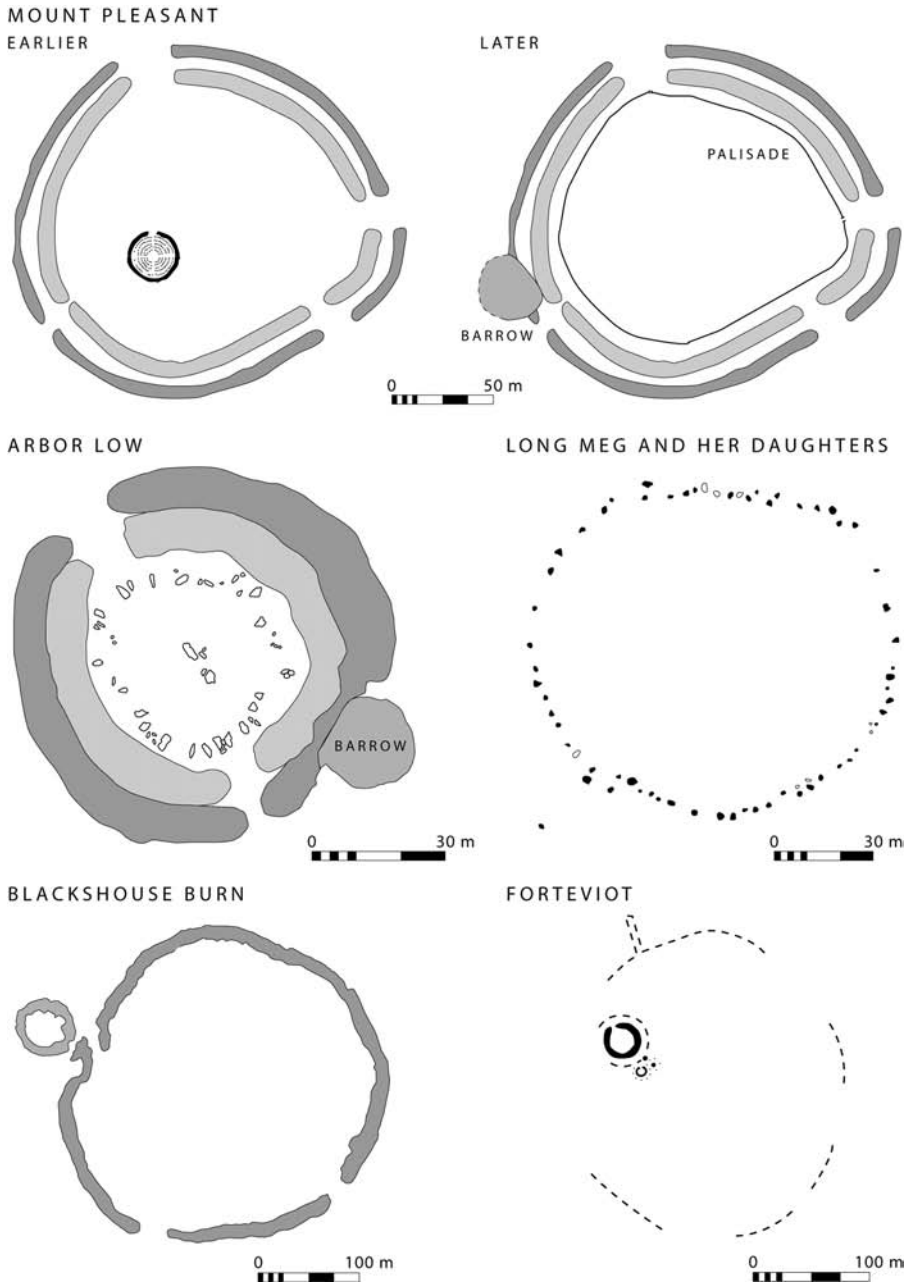 MOUNT PLEASANT
EARLIER
LATER
PALISADE
BARROW
0 50 m
ARBOR LOW
LONG MEG AND HER DAUGHTERS
BARROW
0 30 m
0 30 m
BLACKSHOUSE BURN
FORTEVIOT
0 100 m
0 100 m